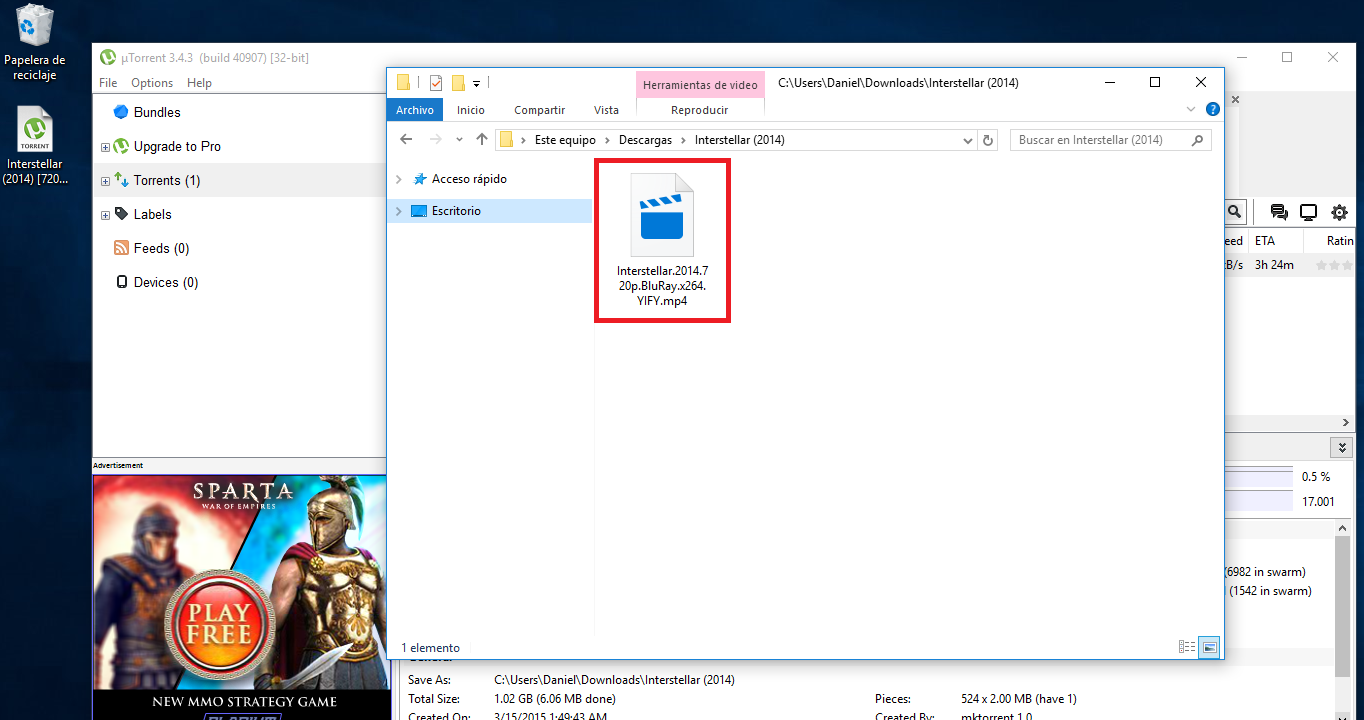 Papelera de
reciclaje
Interstellar
(2014) [720...
TORRENT
µTorrent 3.4.3 (build 40907) [32-bit]
File Options Help
Bundles
Upgrade to Pro
Torrents (1)
Labels
Feeds (0)
Devices (0)
Advertisement
SPARTA
WAR OF EMPIRES
PLAY
FREE
NEW MMO STRATEGY GAME
PLARIUM
Herramientas de video
C:\Users\Daniel\Downloads\Interstellar (2014)
Archivo Inicio Compartir Vista Reproducir
Este equipo Descargas Interstellar (2014)
Buscar en Interstellar (2014)
Acceso rápido
Escritorio
Interstellar.2014.7
20p.BluRay.x264.
YIFY.mp4
1 elemento
eed ETA Ratin
B/s 3h 24m
0.5 %
17.001
(6982 in swarm)
(1542 in swarm)
Save As: C:\Users\Daniel\Downloads\Interstellar (2014)
Total Size: 1.02 GB (6.06 MB done) Pieces: 524 x 2.00 MB (have 1)
Created On: 3/15/2015 1:49:43 AM Created By: mktorrent 1.0